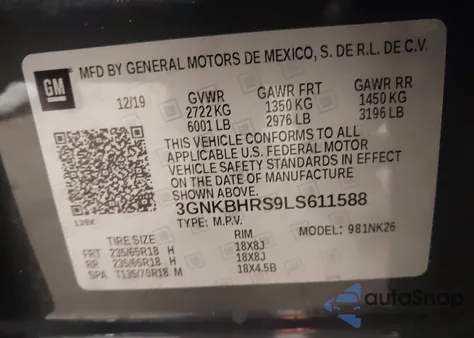 GM
MFD BY GENERAL MOTORS DE MEXICO, S. DE R.L. DE C.V.
12/19 GVWR GAWR FRT GAWR RR
2722 KG 1350 KG 1450 KG
6001 LB 2976 LB 3196 LB
THIS VEHICLE CONFORMS TO ALL
APPLICABLE U.S. FEDERAL MOTOR
VEHICLE SAFETY STANDARDS IN EFFECT
ON THE DATE OF MANUFACTURE
SHOWN ABOVE.
139X 3GNKBHRS9LS611588
TYPE: M.P.V.
TIRE SIZE RIM MODEL: 981NK26
FRT 235/65R18 H 18X8J
RR 235/65R18 H 18X8J
SPA T135/70R18 M 18X4.5B
autoSnap